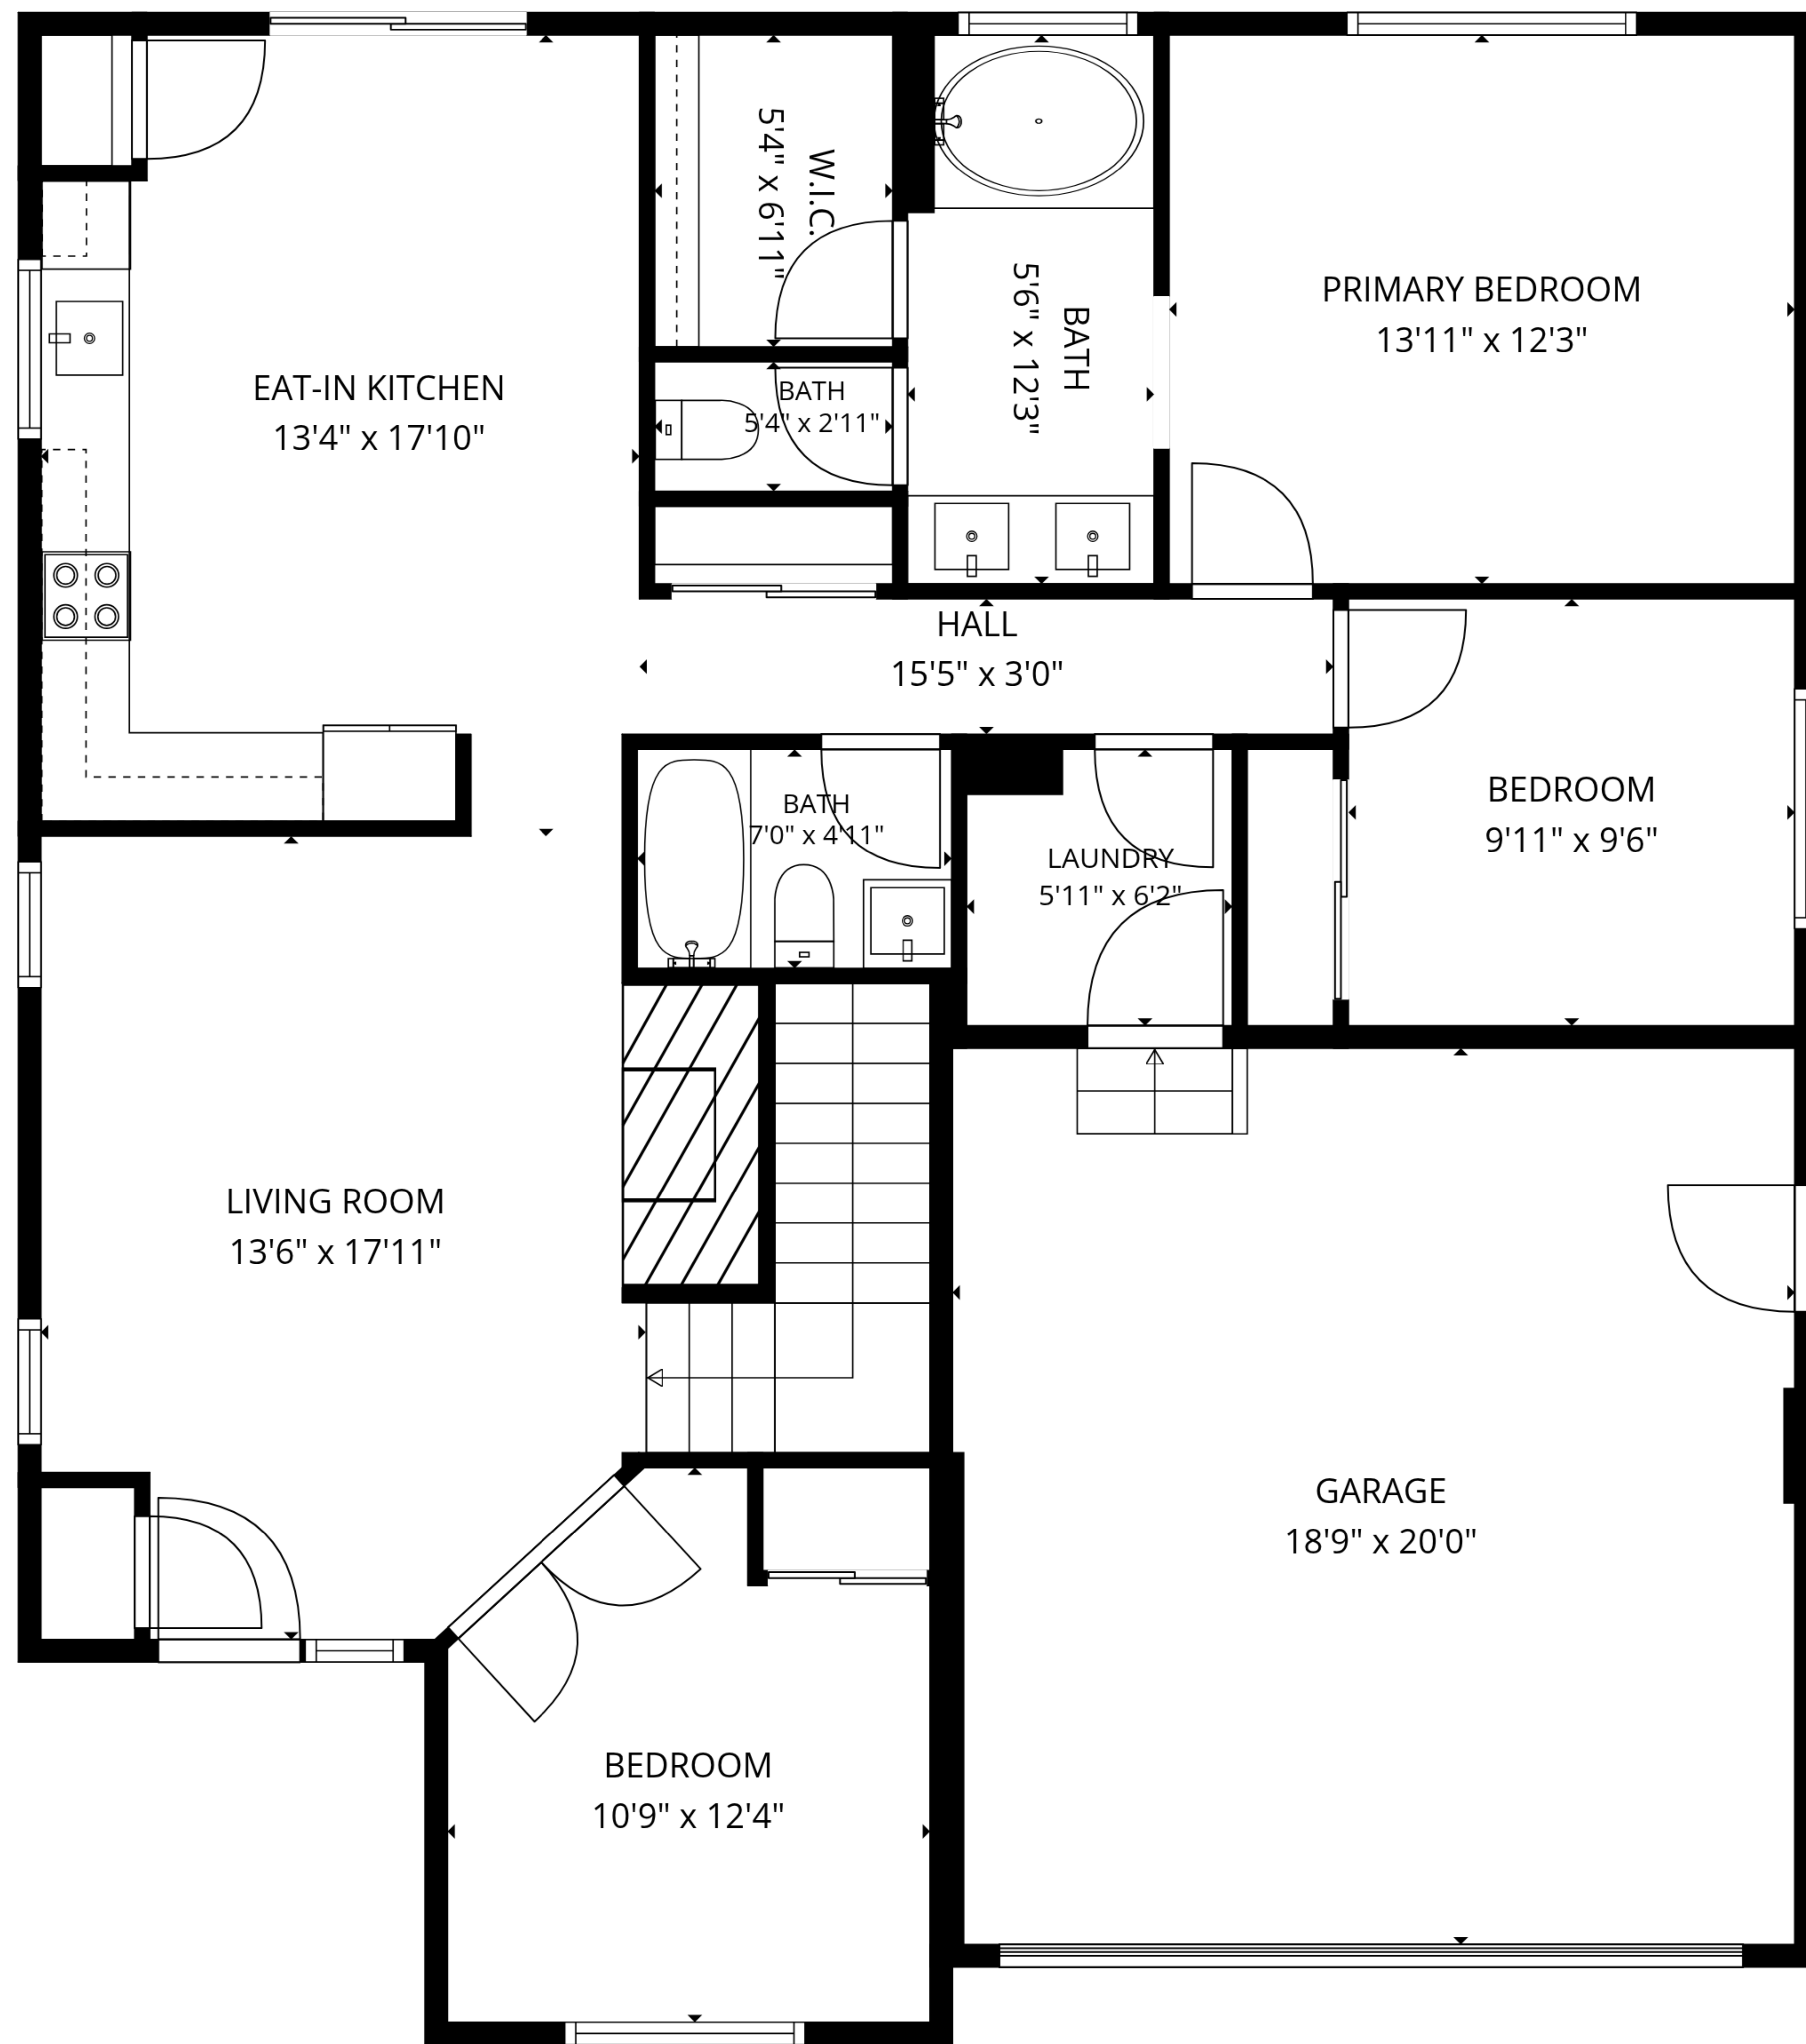 W.I.C.
5'4" x 6'11"
BATH
5'6" x 12'3"
PRIMARY BEDROOM
13'11" x 12'3"
EAT-IN KITCHEN
13'4" x 17'10"
BATH
5'4" x 2'11"
HALL
15'5" x 3'0"
BEDROOM
9'11" x 9'6"
BATH
7'0" x 4'11"
LAUNDRY
5'11" x 6'2"
LIVING ROOM
13'6" x 17'11"
GARAGE
18'9" x 20'0"
BEDROOM
10'9" x 12'4"